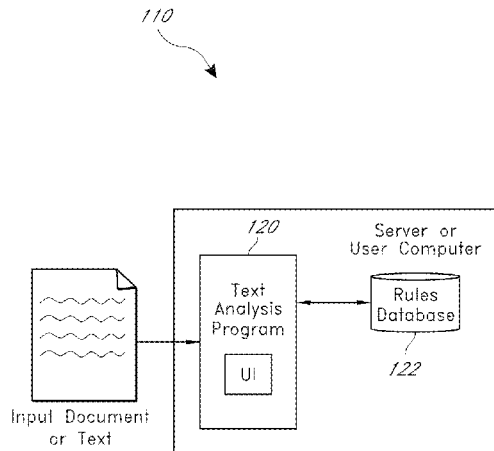 110
120
Server or
User Computer
Text
Analysis
Program
UI
Rules
Database
122
Input Document
or Text